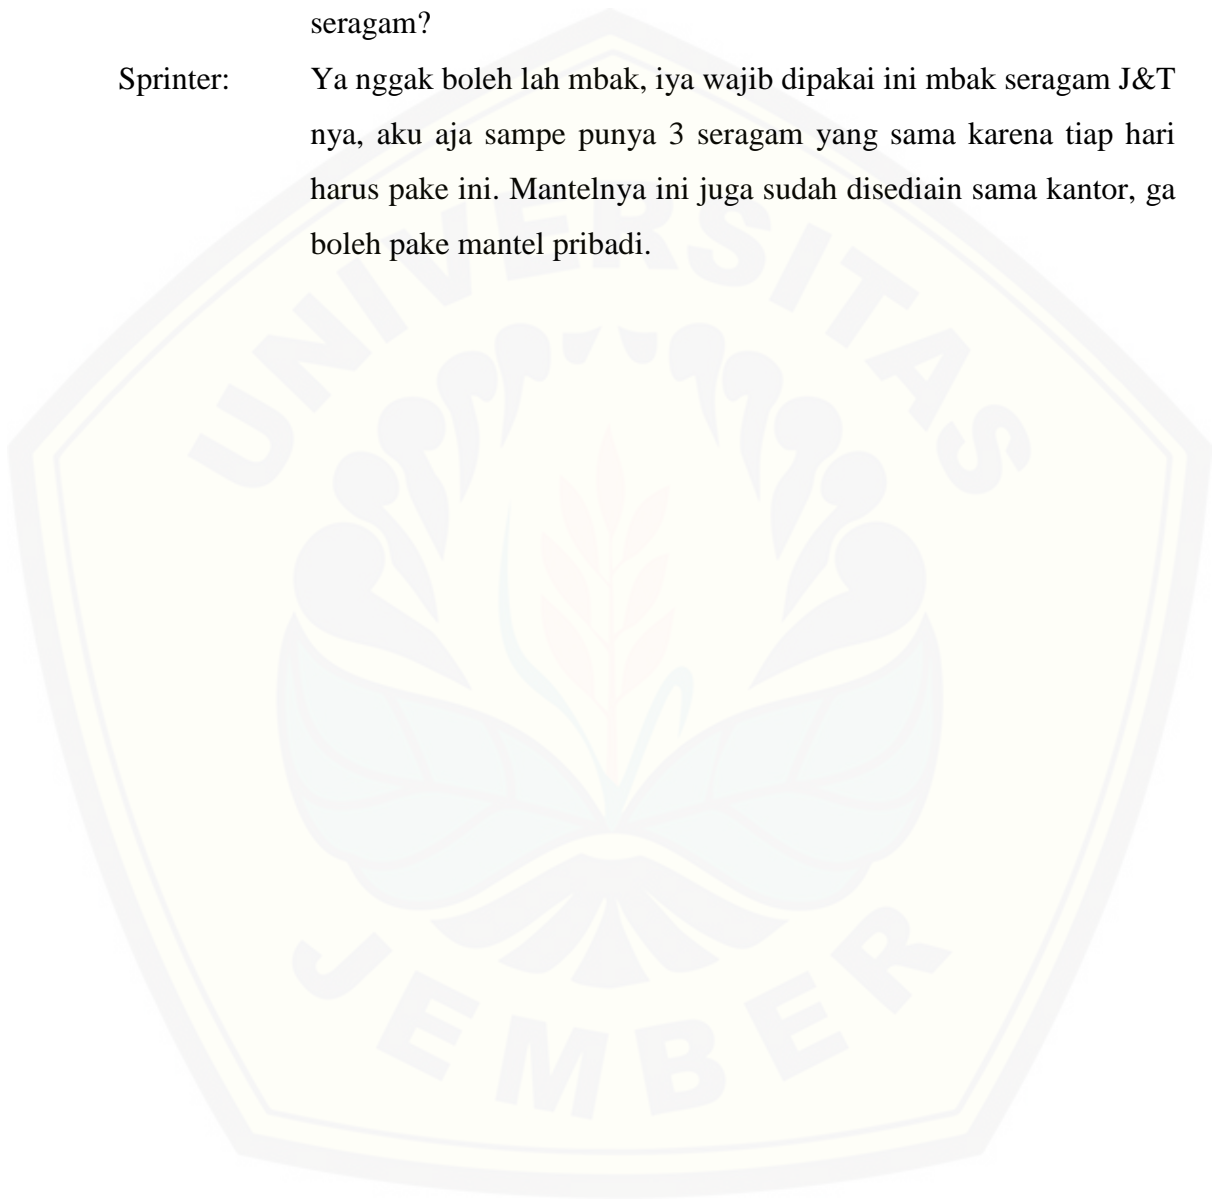 seragam?
Sprinter: Ya nggak boleh lah mbak, iya wajib dipakai ini mbak seragam J&T
nya, aku aja sampe punya 3 seragam yang sama karena tiap hari
harus pake ini. Mantelnya ini juga sudah disediain sama kantor, ga
boleh pake mantel pribadi.
UNIVERSITAS
JEMBER